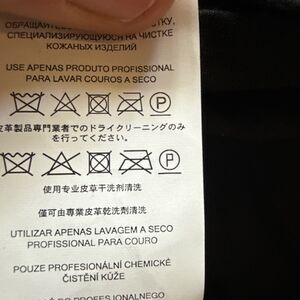 ОБРАЩАЙТЕСЬ
СПЕЦИАЛИЗИРУЮЩУЮСЯ НА ЧИСТКЕ
КОЖАНЫХ ИЗДЕЛИЙ
USE APENAS PRODUTO PROFISSIONAL
PARA LAVAR COUROS A SECO
P
皮革製品専門業者でのドライクリーニングのみ
を行ってください。
P
使用专业皮草干洗剂清洗
僅可由專業皮革乾洗劑清洗
UTILIZAR APENAS LAVAGEM A SECO
PROFISSIONAL PARA COURO
POUZE PROFESIONÁLNÍ CHEMICKÉ
ČISTĚNÍ KŮŽE